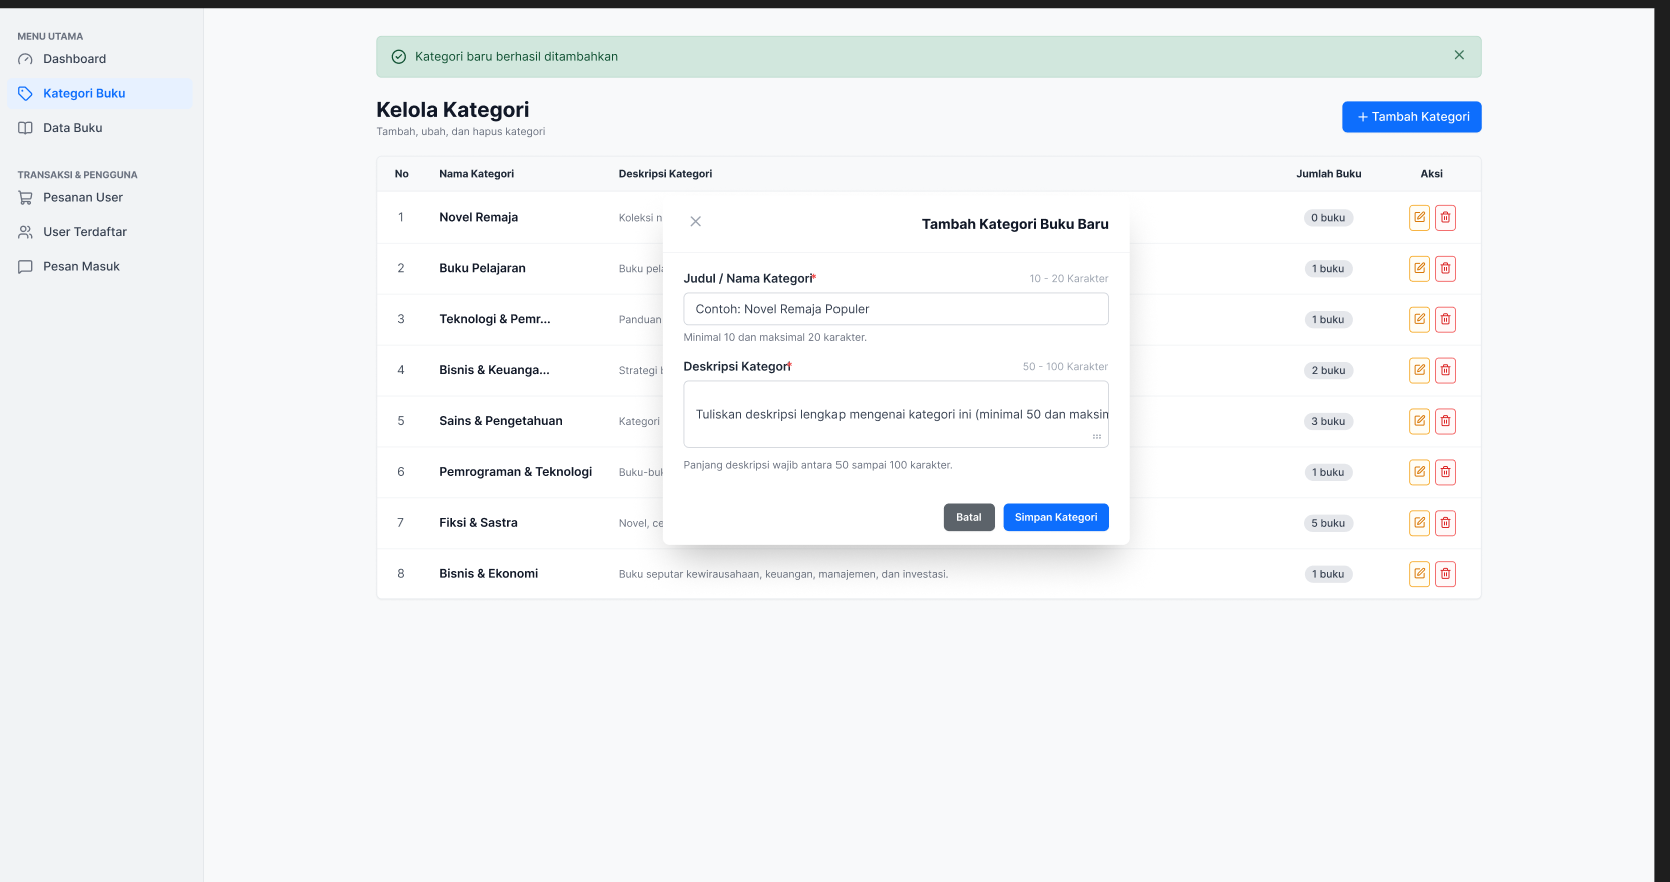 MENU UTAMA
Dashboard
Kategori Buku
Data Buku
TRANSAKSI & PENGGUNA
Pesanan User
User Terdaftar
Pesan Masuk
Kategori baru berhasil ditambahkan
Kelola Kategori
Tambah, ubah, dan hapus kategori
+ Tambah Kategori
No Nama Kategori Deskripsi Kategori Jumlah Buku Aksi
1 Novel Remaja Koleksi n 0 buku
2 Buku Pelajaran Buku pela 1 buku
3 Teknologi & Pemr... Panduan 1 buku
4 Bisnis & Keuanga... Strategi b 2 buku
5 Sains & Pengetahuan Kategori 3 buku
6 Pemrograman & Teknologi Buku-buk 1 buku
7 Fiksi & Sastra Novel, ce 5 buku
8 Bisnis & Ekonomi Buku seputar kewirausahaan, keuangan, manajemen, dan investasi. 1 buku
Tambah Kategori Buku Baru
Judul / Nama Kategori* 10 - 20 Karakter
Contoh: Novel Remaja Populer
Minimal 10 dan maksimal 20 karakter.
Deskripsi Kategori* 50 - 100 Karakter
Tuliskan deskripsi lengkap mengenai kategori ini (minimal 50 dan maksim
Panjang deskripsi wajib antara 50 sampai 100 karakter.
Batal Simpan Kategori